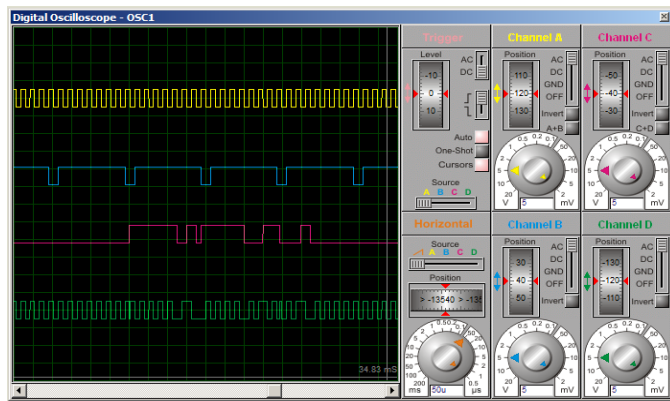 Digital Oscilloscope - OSC1
34.83 mS
Trigger
Level
-10
0
10
AC
DC
Auto
One-Shot
Cursors
Source
A B C D
Channel A
Position
110
120
130
AC
DC
GND
OFF
Invert
A+B
5
V
5
mV
Channel C
Position
-50
-40
-30
AC
DC
GND
OFF
Invert
C+D
V
5
mV
Horizontal
Source
A B C D
Position
> -13540 > -135
ms
50u
µs
Channel B
Position
30
40
50
AC
DC
GND
OFF
Invert
V
5
mV
Channel D
Position
-130
-120
-110
AC
DC
GND
OFF
Invert
V
5
mV